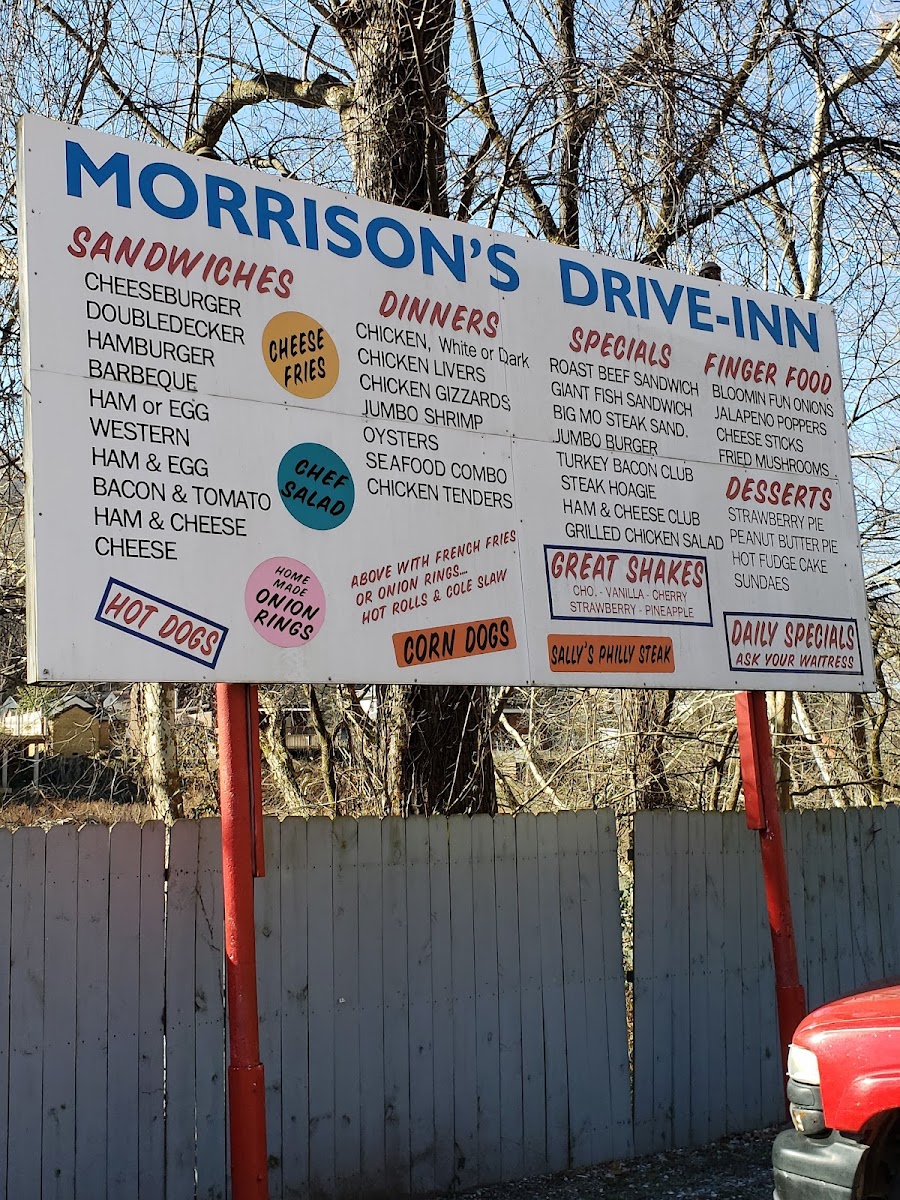 MORRISON'S DRIVE-INN
SANDWICHES
CHEESEBURGER
DOUBLEDECKER
HAMBURGER
BARBEQUE
HAM or EGG
WESTERN
HAM & EGG
BACON & TOMATO
HAM & CHEESE
CHEESE
HOT DOGS
CHEESE
FRIES
CHEF
SALAD
HOME
MADE
ONION
RINGS
DINNERS
CHICKEN, White or Dark
CHICKEN LIVERS
CHICKEN GIZZARDS
JUMBO SHRIMP
OYSTERS
SEAFOOD COMBO
CHICKEN TENDERS
ABOVE WITH FRENCH FRIES
OR ONION RINGS...
HOT ROLLS & COLE SLAW
CORN DOGS
SPECIALS
ROAST BEEF SANDWICH
GIANT FISH SANDWICH
BIG MO STEAK SAND.
JUMBO BURGER
TURKEY BACON CLUB
STEAK HOAGIE
HAM & CHEESE CLUB
GRILLED CHICKEN SALAD
GREAT SHAKES
CHO. - VANILLA - CHERRY
STRAWBERRY - PINEAPPLE
SALLY'S PHILLY STEAK
FINGER FOOD
BLOOMIN FUN ONIONS
JALAPENO POPPERS
CHEESE STICKS
FRIED MUSHROOMS
DESSERTS
STRAWBERRY PIE
PEANUT BUTTER PIE
HOT FUDGE CAKE
SUNDAES
DAILY SPECIALS
ASK YOUR WAITRESS